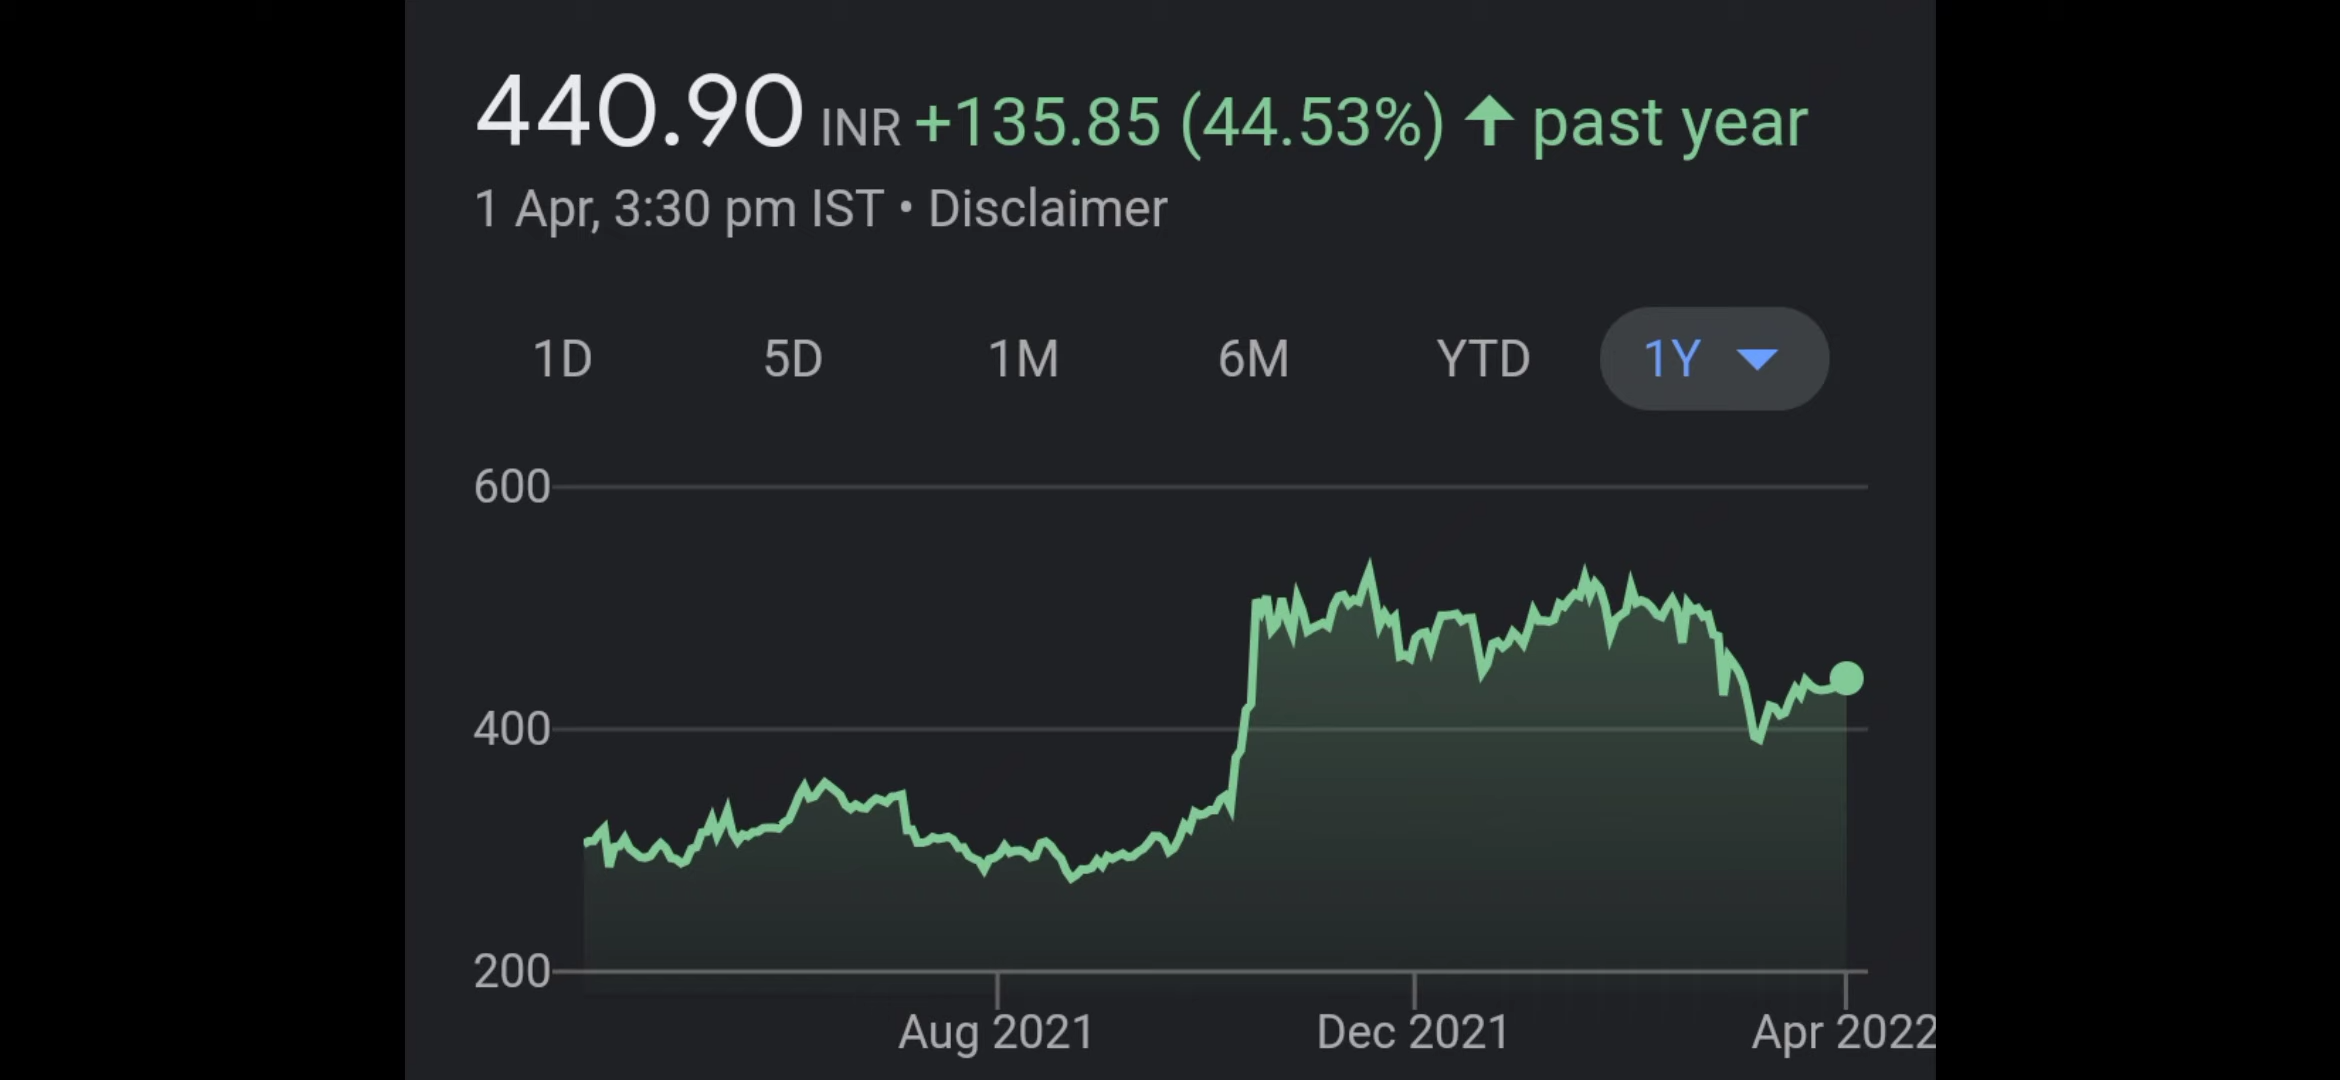 440.90 INR +135.85 (44.53%) ↑ past year
1 Apr, 3:30 pm IST • Disclaimer
1D 5D 1M 6M YTD 1Y
600
400
200
Aug 2021 Dec 2021 Apr 2022